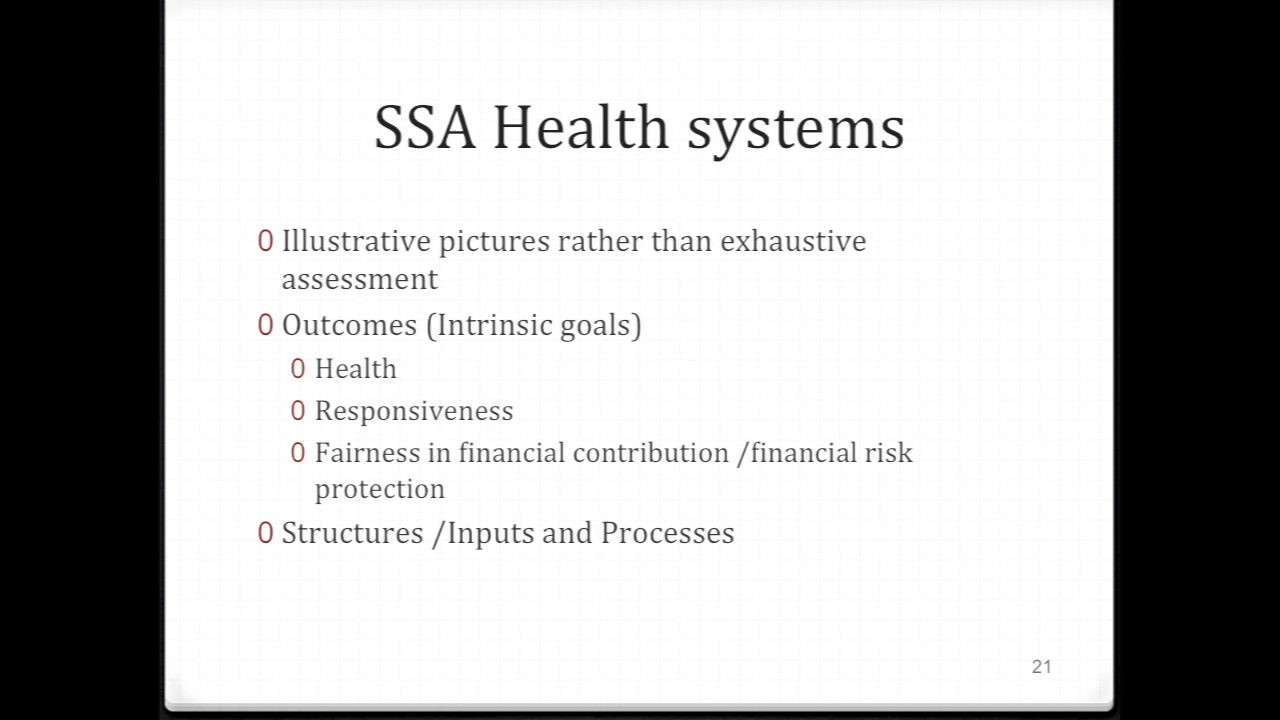 SSA Health systems
0 Illustrative pictures rather than exhaustive
assessment
0 Outcomes (Intrinsic goals)
0 Health
0 Responsiveness
0 Fairness in financial contribution /financial risk
protection
0 Structures /Inputs and Processes
21